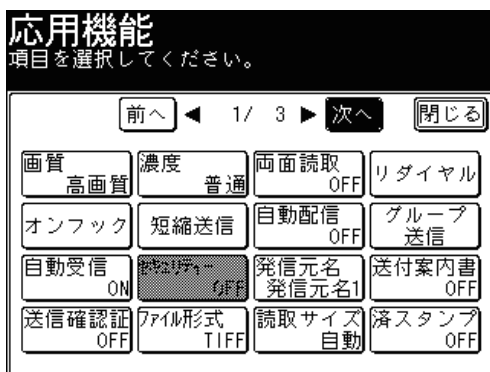 応用機能
項目を選択してください。
前へ ◀ 1/ 3 ▶ 次へ 閉じる
画質
高画質
濃度
普通
両面読取
OFF
リダイヤル
オンフック
短縮送信
自動配信
OFF
グループ
送信
自動受信
ON
ｾｷｭﾘﾃｨｰ
OFF
発信元名
発信元名1
送付案内書
OFF
送信確認証
OFF
ﾌｧｲﾙ形式
TIFF
読取サイズ
自動
済スタンプ
OFF